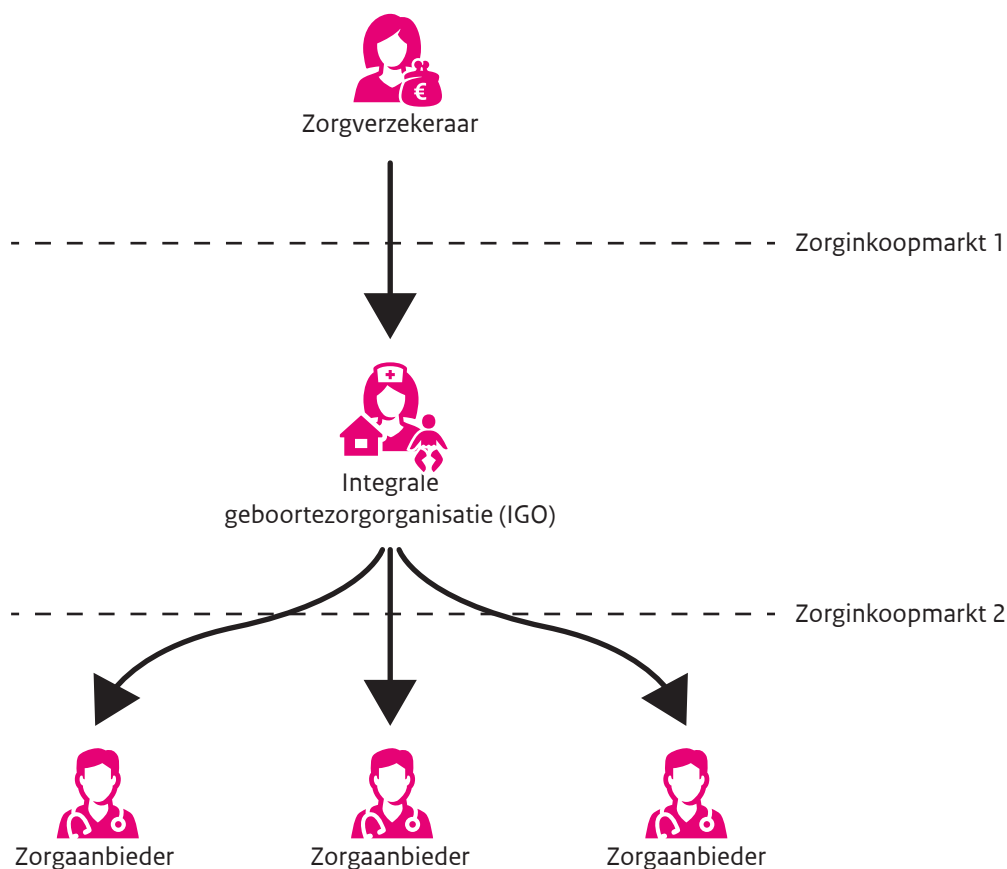 €
Zorgverzekeraar
Zorginkoopmarkt 1
Integrale
geboortezorgorganisatie (IGO)
Zorginkoopmarkt 2
Zorgaanbieder
Zorgaanbieder
Zorgaanbieder